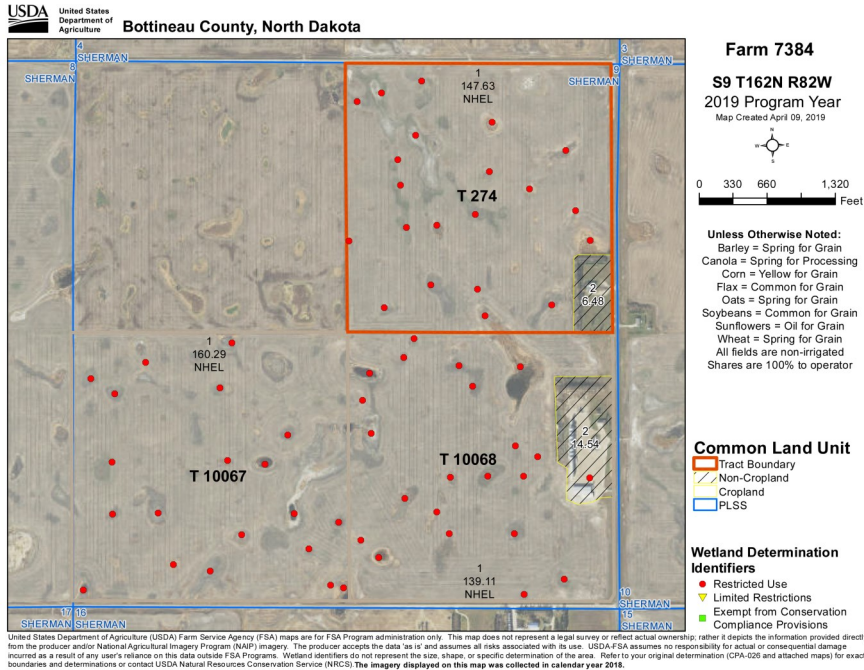 USDA
United States
Department of
Agriculture
Bottineau County, North Dakota
4
SHERMAN
8
SHERMAN
3
SHERMAN
9
SHERMAN
1
147.63
NHEL
T 274
2
6.48
1
160.29
NHEL
T 10067
T 10068
2
14.54
1
139.11
NHEL
10
SHERMAN
15
SHERMAN
17
16
SHERMAN
SHERMAN
Farm 7384
S9 T162N R82W
2019 Program Year
Map Created April 09, 2019
N
W
E
S
0 330 660 1,320
Feet
Unless Otherwise Noted:
Barley = Spring for Grain
Canola = Spring for Processing
Corn = Yellow for Grain
Flax = Common for Grain
Oats = Spring for Grain
Soybeans = Common for Grain
Sunflowers = Oil for Grain
Wheat = Spring for Grain
All fields are non-irrigated
Shares are 100% to operator
Common Land Unit
Tract Boundary
Non-Cropland
Cropland
PLSS
Wetland Determination
Identifiers
Restricted Use
Limited Restrictions
Exempt from Conservation
Compliance Provisions
United States Department of Agriculture (USDA) Farm Service Agency (FSA) maps are for FSA Program administration only. This map does not represent a legal survey or reflect actual ownership; rather it depicts the information provided directl
from the producer and/or National Agricultural Imagery Program (NAIP) imagery. The producer accepts the data 'as is' and assumes all risks associated with its use. USDA-FSA assumes no responsibility for actual or consequential damage
incurred as a result of any user's reliance on this data outside FSA Programs. Wetland identifiers do not represent the size, shape, or specific determination of the area. Refer to your original determination (CPA-026 and attached maps) for exac
boundaries and determinations or contact USDA Natural Resources Conservation Service (NRCS). The imagery displayed on this map was collected in calendar year 2018.